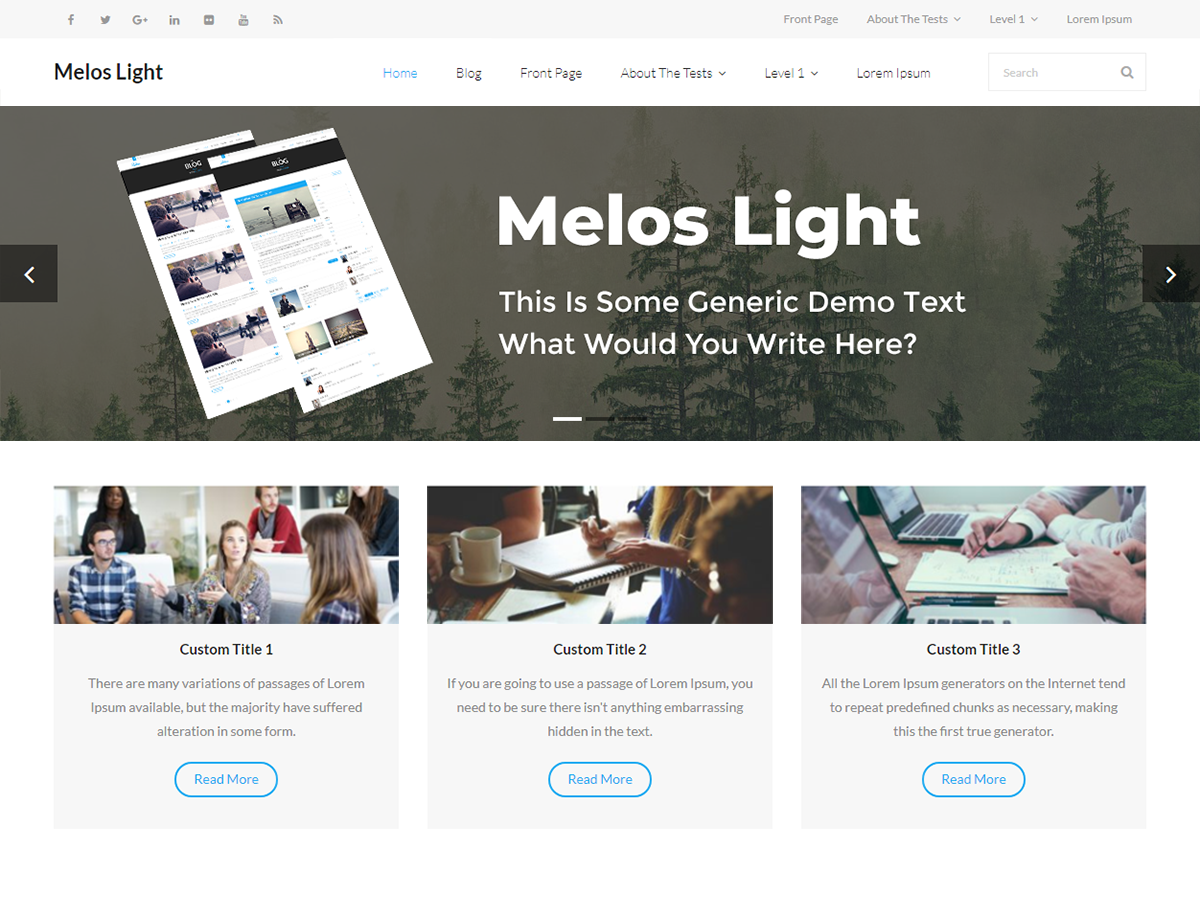 Front Page About The Tests Level 1 Lorem Ipsum
Melos Light
Home Blog Front Page About The Tests Level 1 Lorem Ipsum
Search
BLOG
BLOG
Melos Light
This Is Some Generic Demo Text
What Would You Write Here?
Custom Title 1
There are many variations of passages of Lorem
Ipsum available, but the majority have suffered
alteration in some form.
Read More
Custom Title 2
If you are going to use a passage of Lorem Ipsum, you
need to be sure there isn't anything embarrassing
hidden in the text.
Read More
Custom Title 3
All the Lorem Ipsum generators on the Internet tend
to repeat predefined chunks as necessary, making
this the first true generator.
Read More